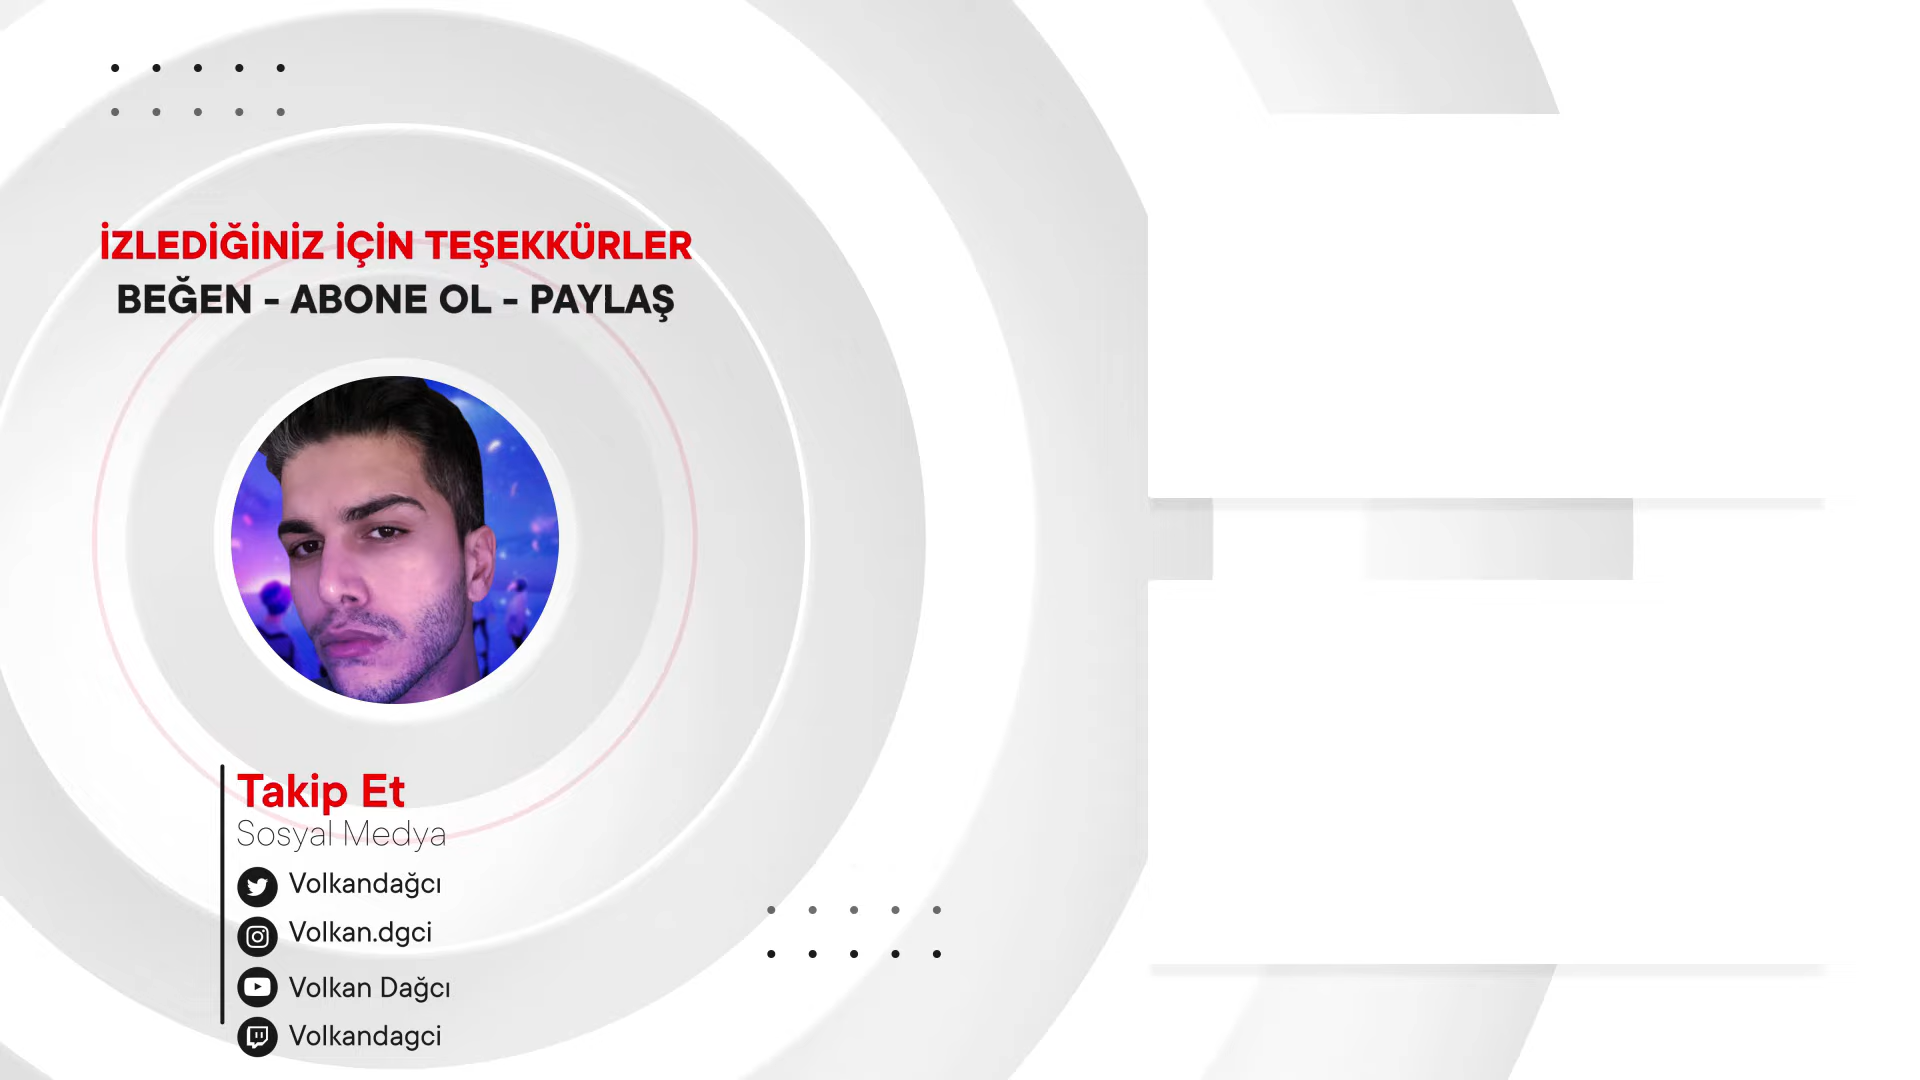 İZLEDİĞİNİZ İÇİN TEŞEKKÜRLER
BEĞEN - ABONE OL - PAYLAŞ
Takip Et
Sosyal Medya
Volkandağcı
Volkan.dgci
Volkan Dağcı
Volkandagci